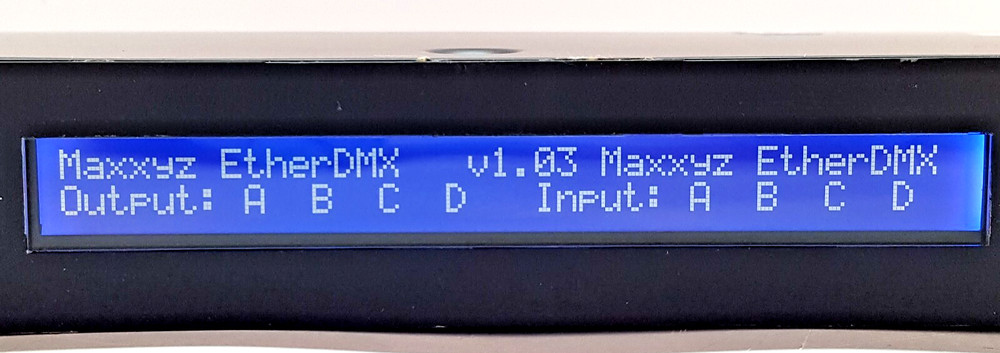 Maxxyz EtherDMX v1.03 Maxxyz EtherDMX
Output: A B C D Input: A B C D